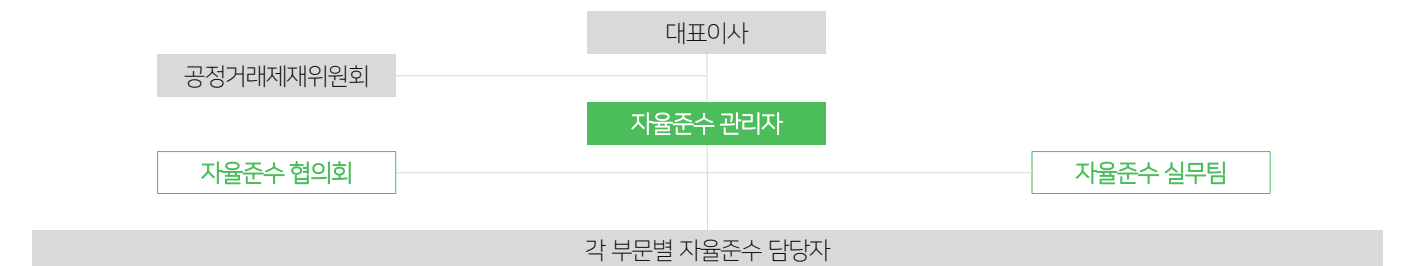 대표이사
공정거래제재위원회
자율준수 관리자
자율준수 협의회
자율준수 실무팀
각 부문별 자율준수 담당자